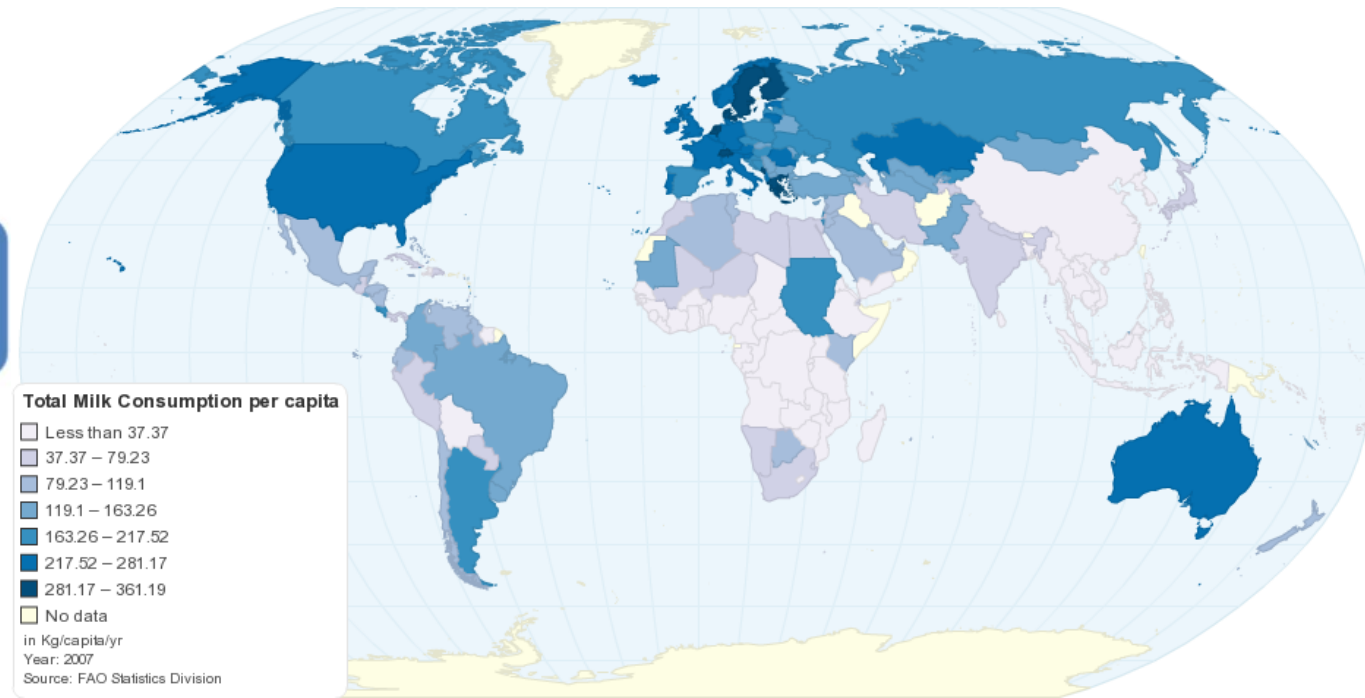 Total Milk Consumption per capita
Less than 37.37
37.37 – 79.23
79.23 – 119.1
119.1 – 163.26
163.26 – 217.52
217.52 – 281.17
281.17 – 361.19
No data
in Kg/capita/yr
Year: 2007
Source: FAO Statistics Division